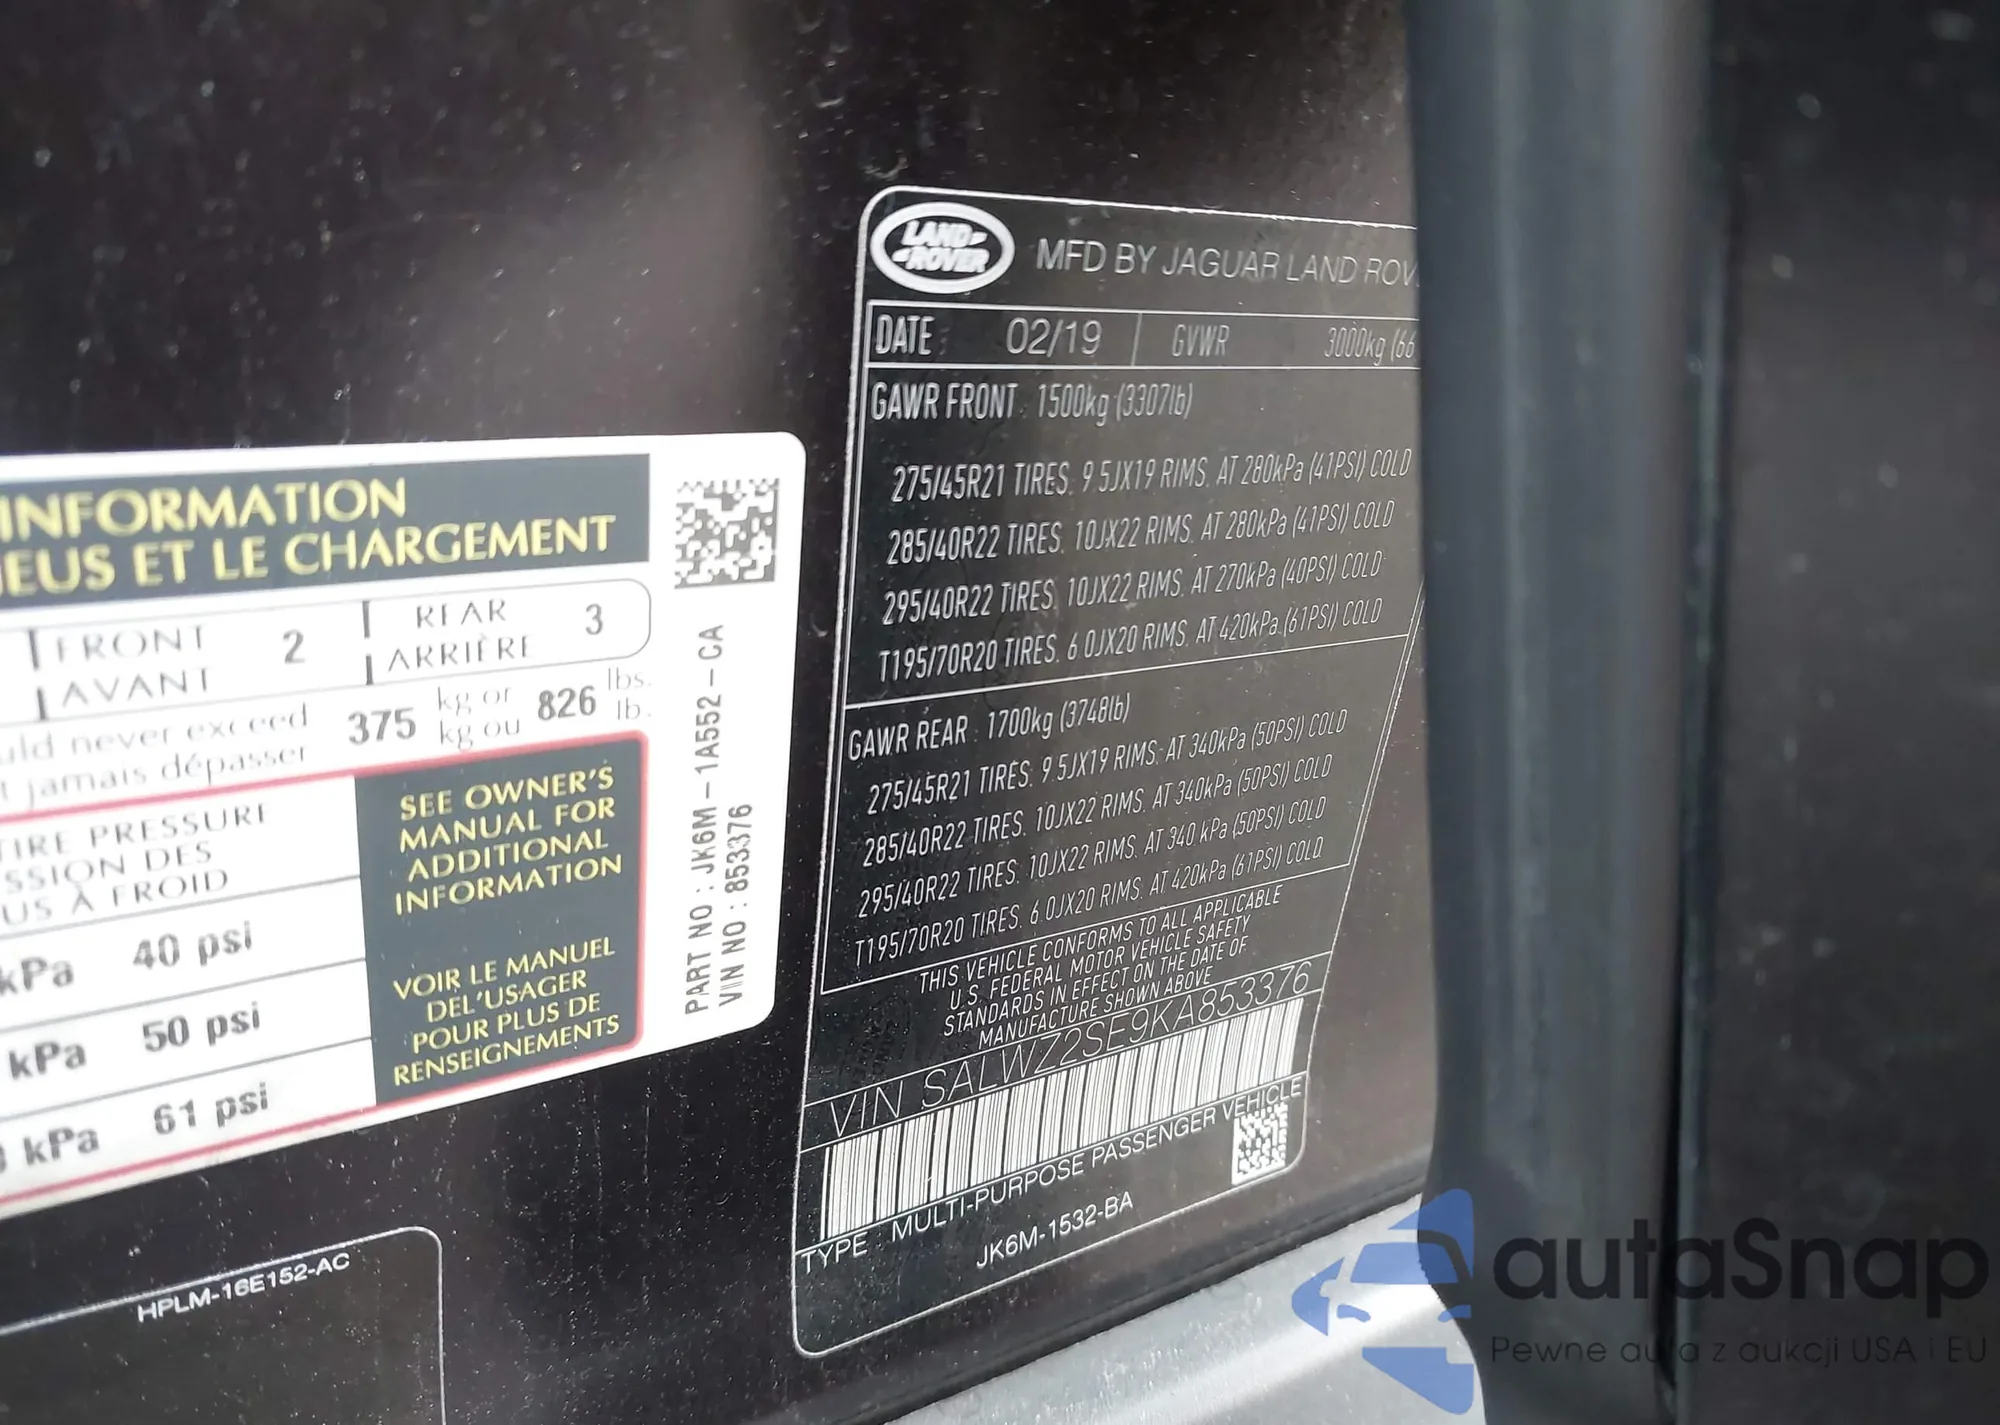 INFORMATION
EUS ET LE CHARGEMENT
FRONT 2 REAR 3
AVANT ARRIÈRE
uld never exceed 375 kg or 826 lbs.
t jamais dépasser kg ou lb.
TIRE PRESSURE
SSION DES
US À FROID
kPa 40 psi
kPa 50 psi
kPa 61 psi
SEE OWNER'S
MANUAL FOR
ADDITIONAL
INFORMATION
VOIR LE MANUEL
DEL'USAGER
POUR PLUS DE
RENSEIGNEMENTS
PART NO : JK6M - 1A552 - CA
VIN NO : 853376
HPLM-16E152-AC
LAND
ROVER
MFD BY JAGUAR LAND ROV
DATE : 02/19 GVWR 3000kg (66
GAWR FRONT : 1500kg (3307lb)
275/45R21 TIRES. 9.5JX19 RIMS. AT 280kPa (41PSI) COLD
285/40R22 TIRES. 10JX22 RIMS. AT 280kPa (41PSI) COLD
295/40R22 TIRES. 10JX22 RIMS. AT 270kPa (40PSI) COLD
T195/70R20 TIRES. 6.0JX20 RIMS. AT 420kPa (61PSI) COLD
GAWR REAR : 1700kg (3748lb)
275/45R21 TIRES. 9.5JX19 RIMS. AT 340kPa (50PSI) COLD
285/40R22 TIRES. 10JX22 RIMS. AT 340kPa (50PSI) COLD
295/40R22 TIRES. 10JX22 RIMS. AT 340 kPa (50PSI) COLD
T195/70R20 TIRES. 6.0JX20 RIMS. AT 420kPa (61PSI) COLD
THIS VEHICLE CONFORMS TO ALL APPLICABLE
U.S. FEDERAL MOTOR VEHICLE SAFETY
STANDARDS IN EFFECT ON THE DATE OF
MANUFACTURE SHOWN ABOVE
VIN SALWZ2SE9KA853376
TYPE : MULTI-PURPOSE PASSENGER VEHICLE
JK6M-1532-BA
autaSnap
Pewne auta z aukcji USA i EU